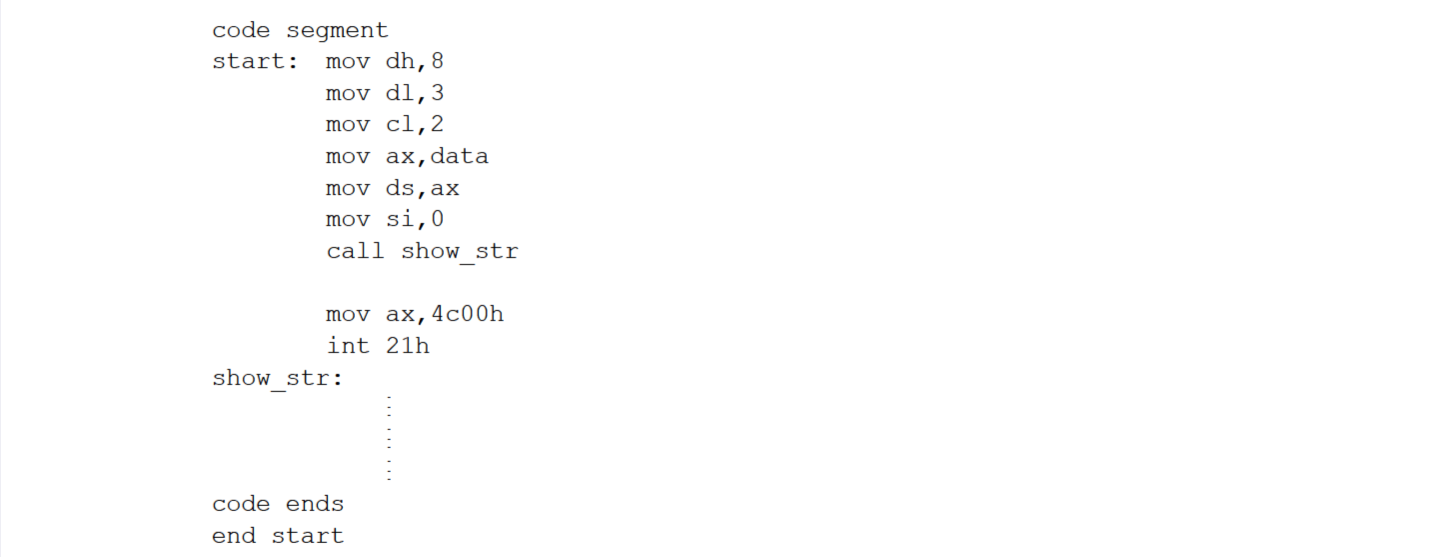 code segment
start: mov dh,8
mov dl,3
mov cl,2
mov ax,data
mov ds,ax
mov si,0
call show_str
mov ax,4c00h
int 21h
show_str:
⋮
⋮
⋮
code ends
end start